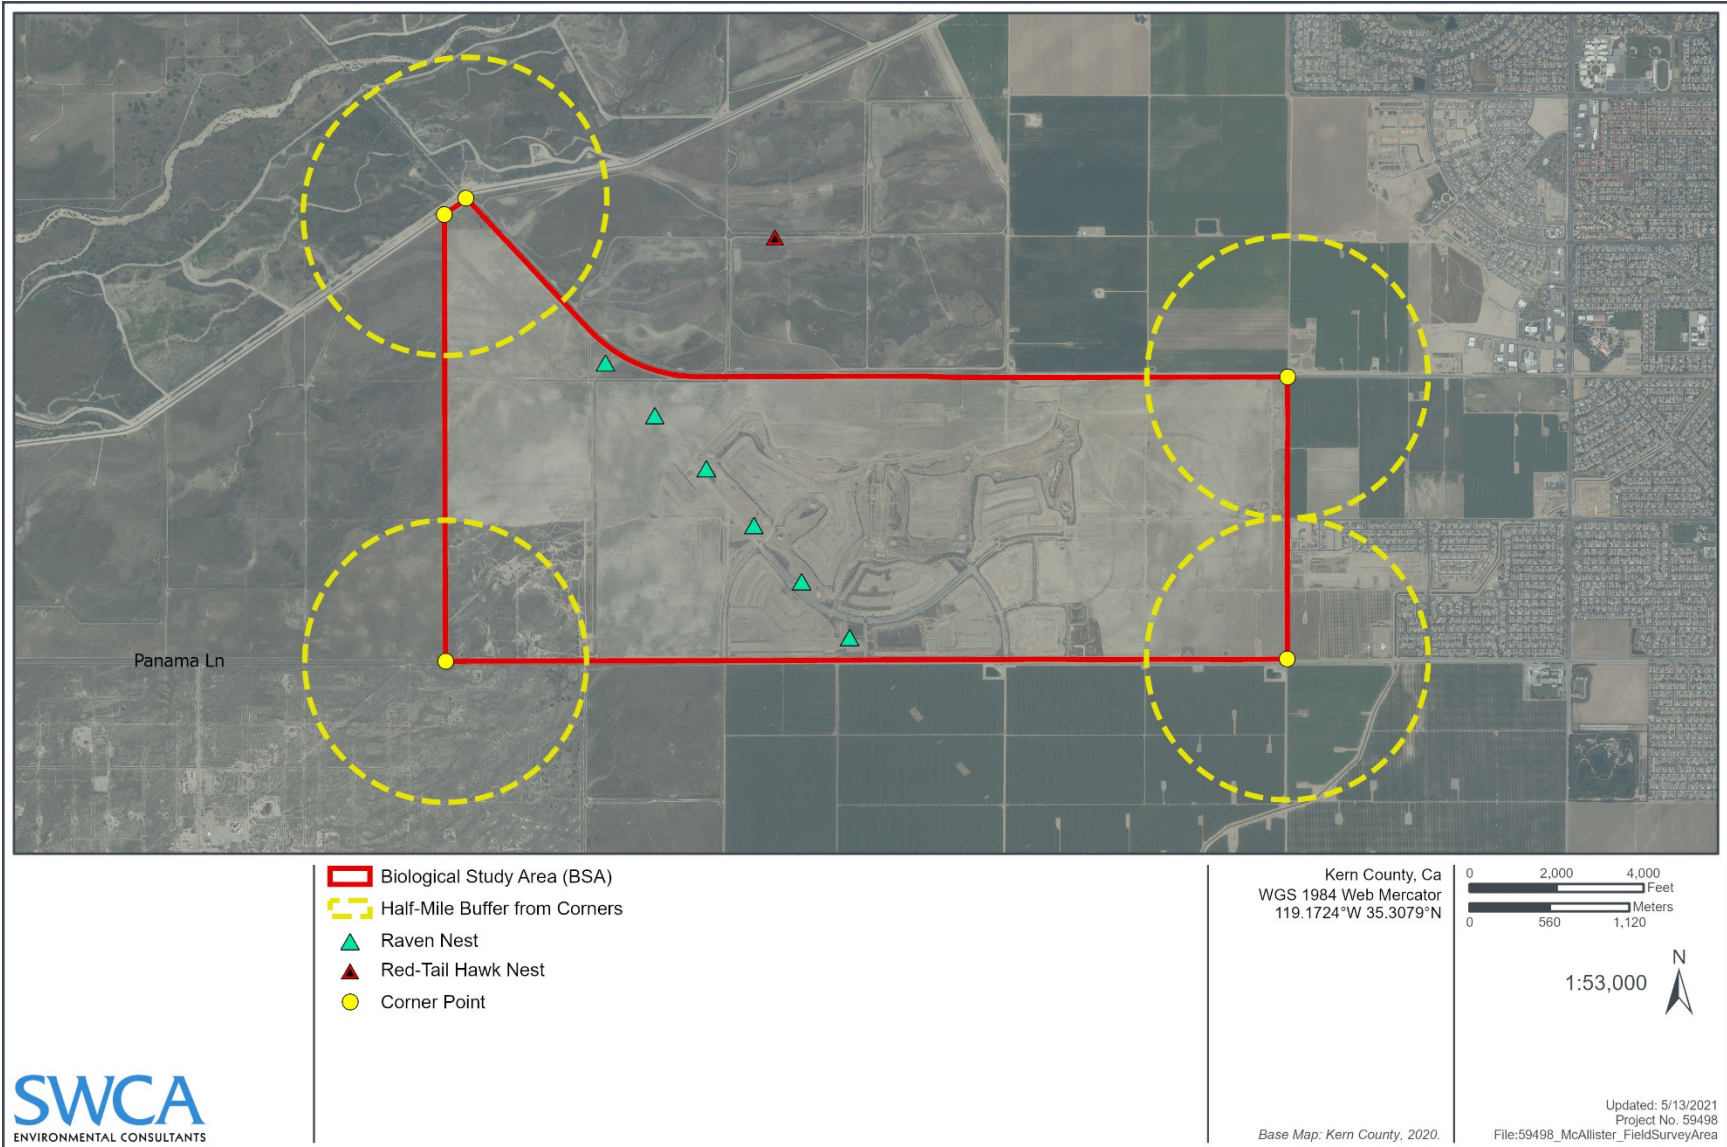 Panama Ln
Biological Study Area (BSA)
Half-Mile Buffer from Corners
Raven Nest
Red-Tail Hawk Nest
Corner Point
Kern County, Ca
WGS 1984 Web Mercator
119.1724°W 35.3079°N
Base Map: Kern County, 2020.
0 2,000 4,000
Feet
Meters
0 560 1,120
N
1:53,000
Updated: 5/13/2021
Project No. 59498
File:59498_McAllister_FieldSurveyArea
SWCA
ENVIRONMENTAL CONSULTANTS